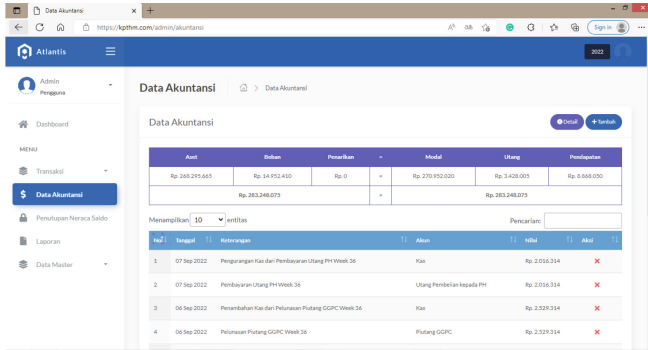 Data Akuntansi
https://kpthm.com/admin/akuntansi
Sign in
Atlantis
2022
Admin
Pengguna
Data Akuntansi > Data Akuntansi
Dashboard
MENU
Transaksi
Data Akuntansi
Penutupan Neraca Saldo
Laporan
Data Master
Data Akuntansi
Detail + Tambah
Aset Beban Penarikan = Modal Utang Pendapatan
Rp. 268.295.665 Rp. 14.952.410 Rp. 0 = Rp. 270.952.020 Rp. 3.428.005 Rp. 8.868.050
Rp. 283.248.075 = Rp. 283.248.075
Menampilkan 10 entitas Pencarian:
No Tanggal Keterangan Akun Nilai Aksi
1 07 Sep 2022 Pengurangan Kas dari Pembayaran Utang PH Week 36 Kas Rp. 2.016.314
2 07 Sep 2022 Pembayaran Utang PH Week 36 Utang Pembelian kepada PH Rp. 2.016.314
3 06 Sep 2022 Penambahan Kas dari Pelunasan Piutang GGPC Week 36 Kas Rp. 2.529.314
4 06 Sep 2022 Pelunasan Piutang GGPC Week 36 Piutang GGPC Rp. 2.529.314